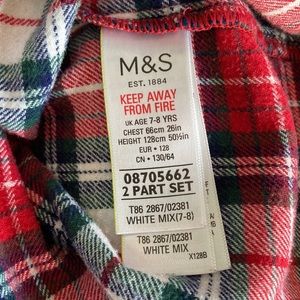 M&S
EST. 1884
KEEP AWAY
FROM FIRE
UK AGE 7-8 YRS
CHEST 66cm 26in
HEIGHT 128cm 50½in
EUR • 128
CN • 130/64
08705662
2 PART SET
T86 2867/02381
WHITE MIX(7-8)
T86 2867/02381
WHITE MIX
X128B